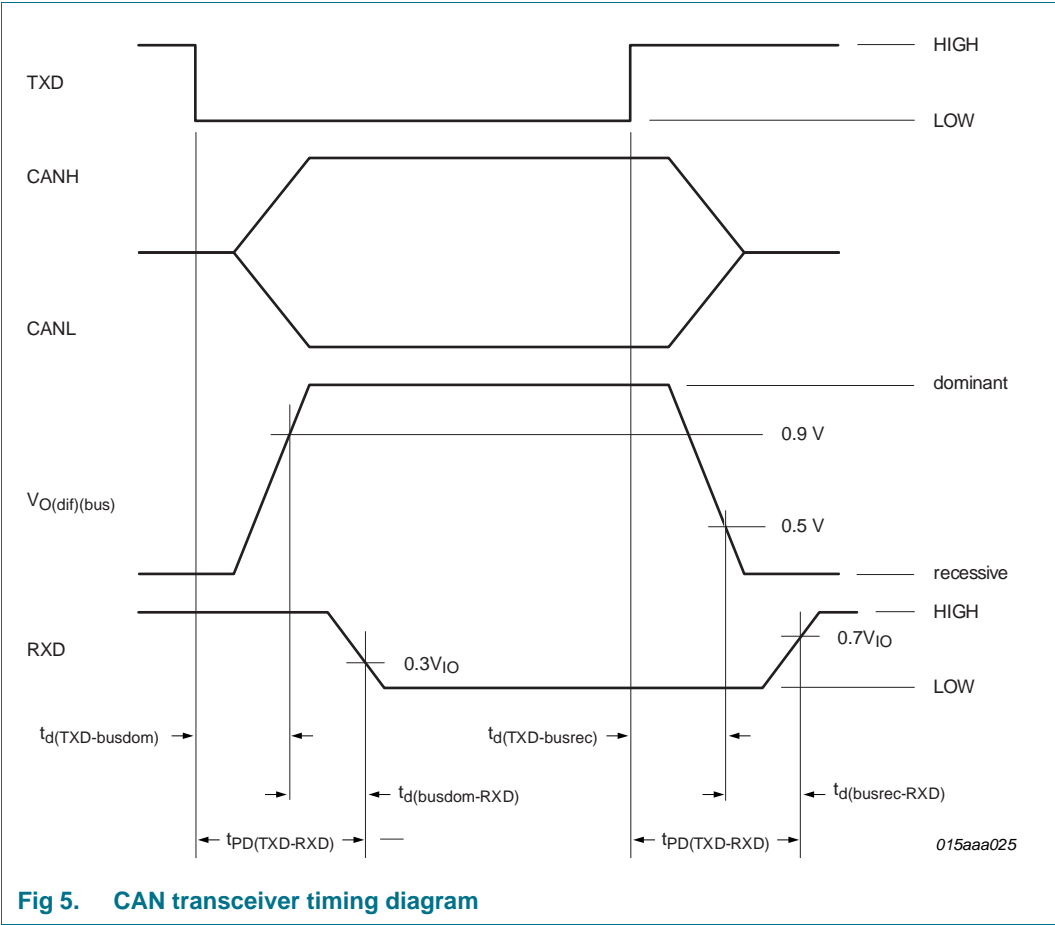 HIGH
TXD
LOW
CANH
CANL
dominant
0.9 V
VO(dif)(bus)
0.5 V
recessive
HIGH
RXD
0.7VIO
0.3VIO
LOW
td(TXD-busdom)
td(TXD-busrec)
td(busdom-RXD)
td(busrec-RXD)
tPD(TXD-RXD)
tPD(TXD-RXD)
015aaa025
Fig 5. CAN transceiver timing diagram